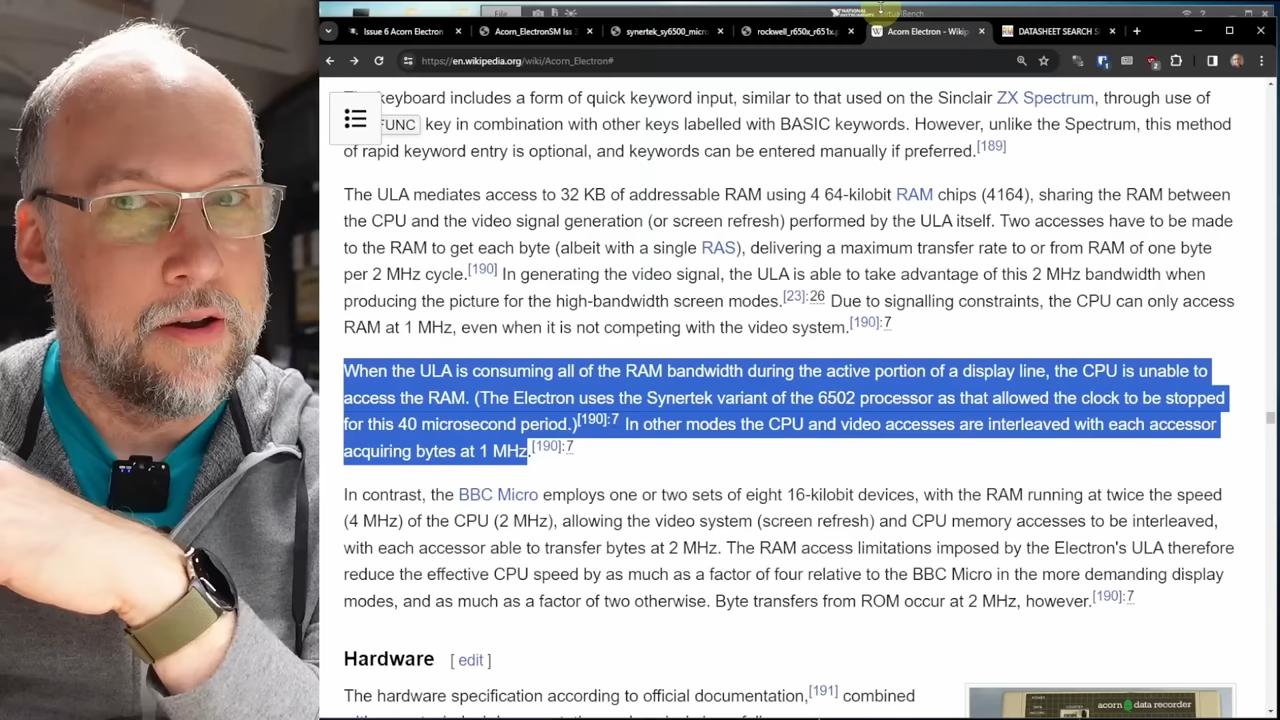 File
NATIONAL INSTRUMENTS VirtualBench
Issue 6 Acorn Electron
Acorn_ElectronSM Iss 3
synertek_sy6500_micro
rockwell_r650x_r651x.p
Acorn Electron - Wikip
DATASHEET SEARCH S
https://en.wikipedia.org/wiki/Acorn_Electron#
keyboard includes a form of quick keyword input, similar to that used on the Sinclair ZX Spectrum, through use of
FUNC key in combination with other keys labelled with BASIC keywords. However, unlike the Spectrum, this method
of rapid keyword entry is optional, and keywords can be entered manually if preferred.[189]
The ULA mediates access to 32 KB of addressable RAM using 4 64-kilobit RAM chips (4164), sharing the RAM between
the CPU and the video signal generation (or screen refresh) performed by the ULA itself. Two accesses have to be made
to the RAM to get each byte (albeit with a single RAS), delivering a maximum transfer rate to or from RAM of one byte
per 2 MHz cycle.[190] In generating the video signal, the ULA is able to take advantage of this 2 MHz bandwidth when
producing the picture for the high-bandwidth screen modes.[23]:26 Due to signalling constraints, the CPU can only access
RAM at 1 MHz, even when it is not competing with the video system.[190]:7
When the ULA is consuming all of the RAM bandwidth during the active portion of a display line, the CPU is unable to
access the RAM. (The Electron uses the Synertek variant of the 6502 processor as that allowed the clock to be stopped
for this 40 microsecond period.)[190]:7 In other modes the CPU and video accesses are interleaved with each accessor
acquiring bytes at 1 MHz.[190]:7
In contrast, the BBC Micro employs one or two sets of eight 16-kilobit devices, with the RAM running at twice the speed
(4 MHz) of the CPU (2 MHz), allowing the video system (screen refresh) and CPU memory accesses to be interleaved,
with each accessor able to transfer bytes at 2 MHz. The RAM access limitations imposed by the Electron's ULA therefore
reduce the effective CPU speed by as much as a factor of four relative to the BBC Micro in the more demanding display
modes, and as much as a factor of two otherwise. Byte transfers from ROM occur at 2 MHz, however.[190]:7
Hardware [ edit ]
The hardware specification according to official documentation,[191] combined
acorn data recorder